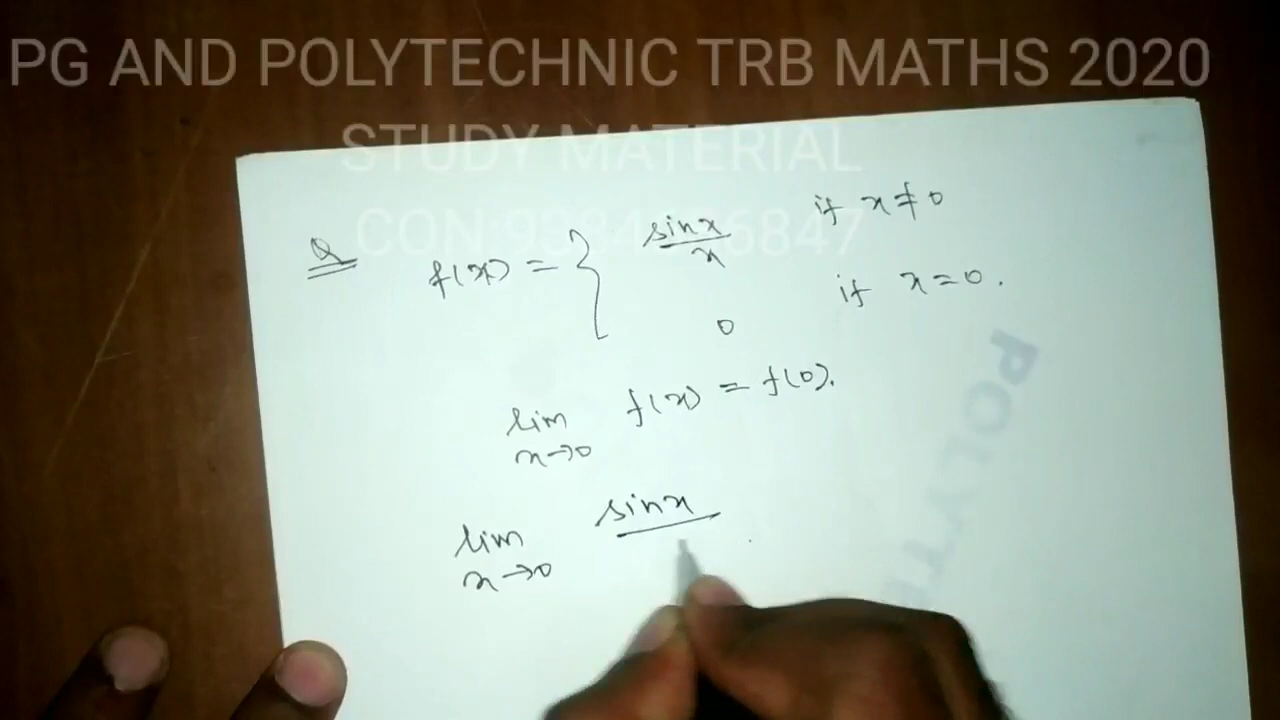 PG AND POLYTECHNIC TRB MATHS 2020
STUDY MATERIAL
Q f(x) = { sinx/x if x≠0
0 if x=0.
lim x→0 f(x) = f(0).
lim x→0 sinx
POLYTE